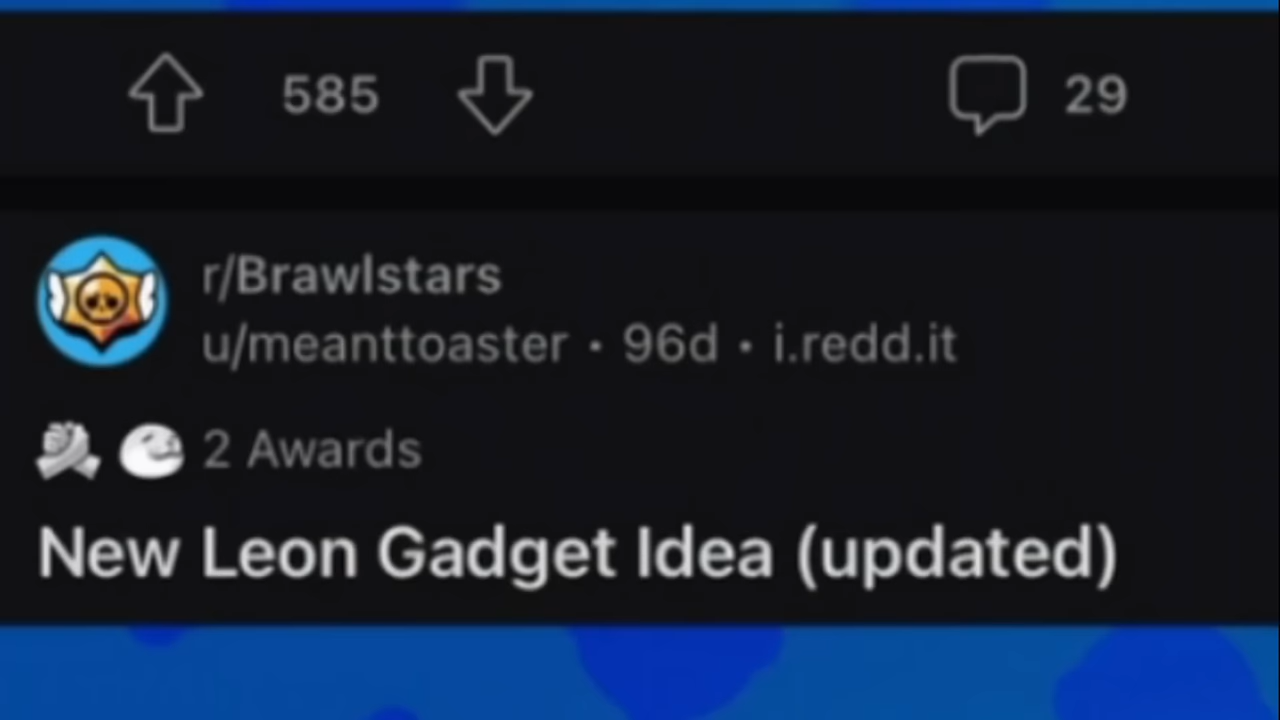 585
29
r/Brawlstars
u/meanttoaster • 96d • i.redd.it
2 Awards
New Leon Gadget Idea (updated)